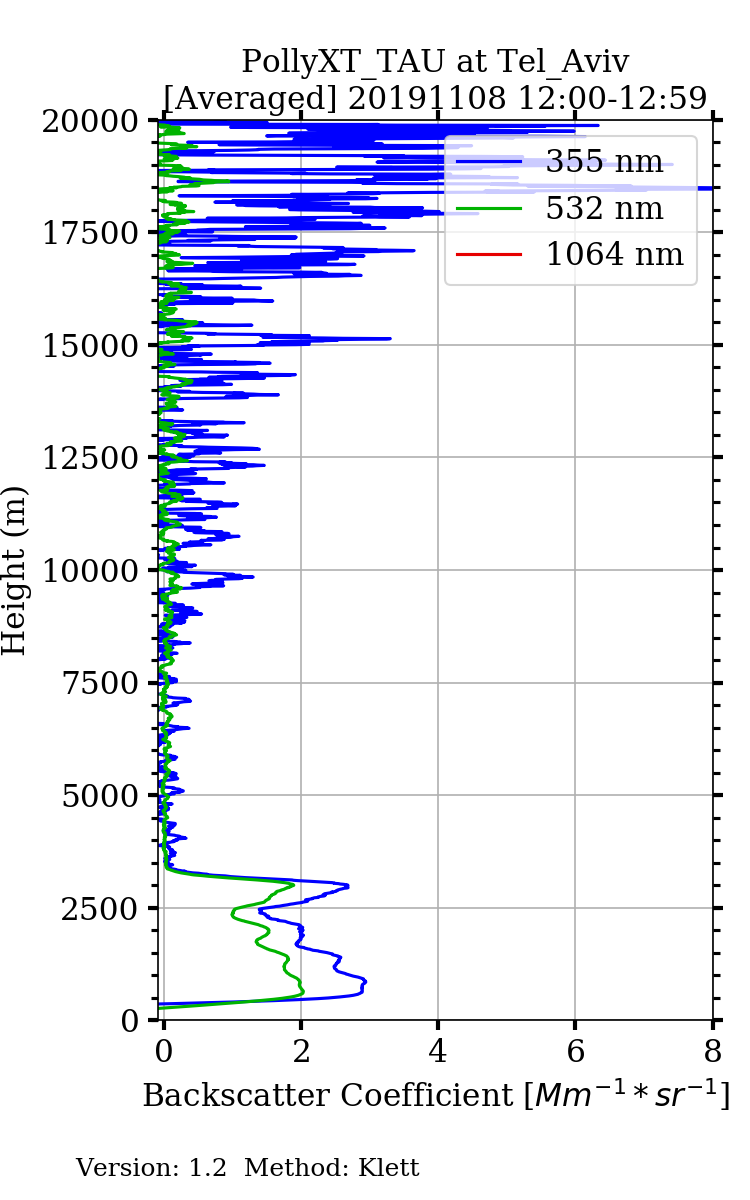 PollyXT_TAU at Tel_Aviv
[Averaged] 20191108 12:00-12:59
20000
17500
15000
12500
10000
7500
5000
2500
0
Height (m)
355 nm
532 nm
1064 nm
0 2 4 6 8
Backscatter Coefficient [Mm⁻¹*sr⁻¹]
Version: 1.2 Method: Klett